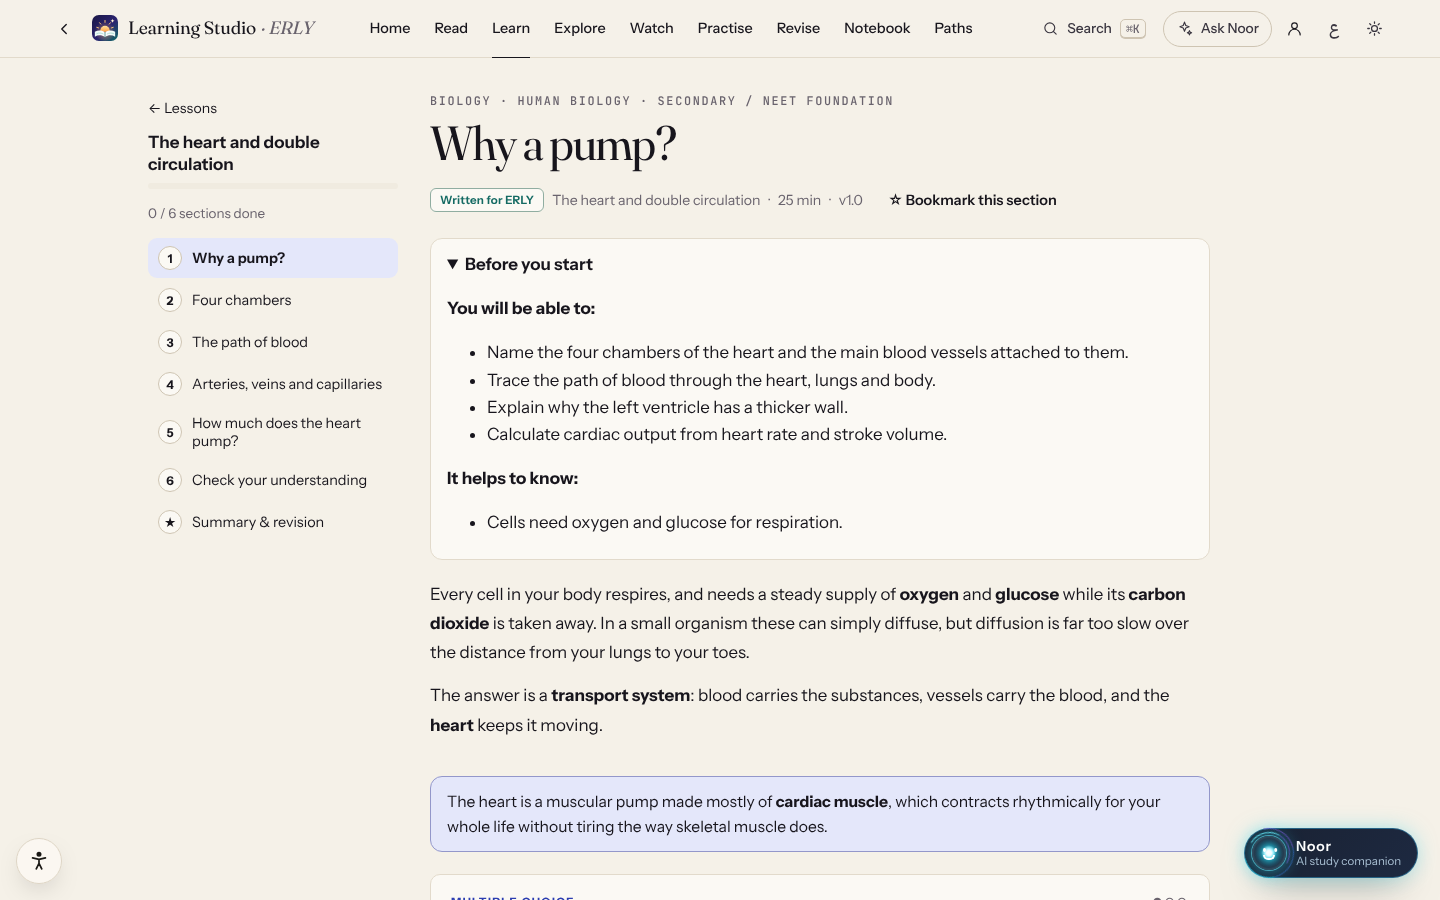 Learning Studio · ERLY
Home Read Learn Explore Watch Practise Revise Notebook Paths
Search ⌘K
Ask Noor
ع
← Lessons
The heart and double
circulation
0 / 6 sections done
1 Why a pump?
2 Four chambers
3 The path of blood
4 Arteries, veins and capillaries
5 How much does the heart
pump?
6 Check your understanding
★ Summary & revision
BIOLOGY · HUMAN BIOLOGY · SECONDARY / NEET FOUNDATION
Why a pump?
Written for ERLY The heart and double circulation · 25 min · v1.0 ☆ Bookmark this section
▼ Before you start
You will be able to:
• Name the four chambers of the heart and the main blood vessels attached to them.
• Trace the path of blood through the heart, lungs and body.
• Explain why the left ventricle has a thicker wall.
• Calculate cardiac output from heart rate and stroke volume.
It helps to know:
• Cells need oxygen and glucose for respiration.
Every cell in your body respires, and needs a steady supply of oxygen and glucose while its carbon
dioxide is taken away. In a small organism these can simply diffuse, but diffusion is far too slow over
the distance from your lungs to your toes.
The answer is a transport system: blood carries the substances, vessels carry the blood, and the
heart keeps it moving.
The heart is a muscular pump made mostly of cardiac muscle, which contracts rhythmically for your
whole life without tiring the way skeletal muscle does.
MULTIPLE CHOICE
Noor
AI study companion